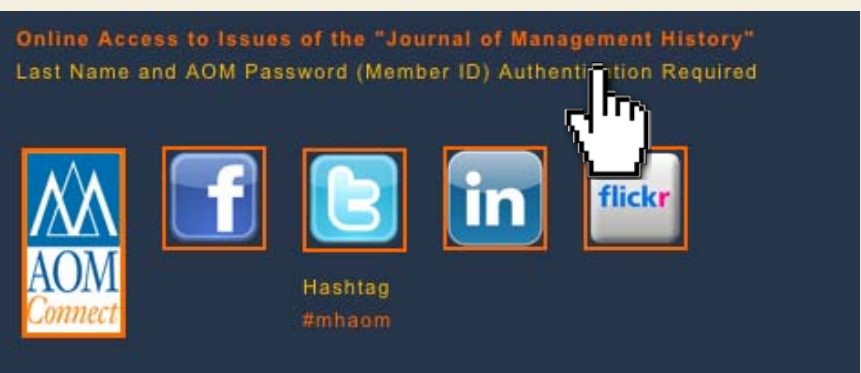 Online Access to Issues of the "Journal of Management History"
Last Name and AOM Password (Member ID) Authentication Required
f
t
in
flickr
AOM
Connect
Hashtag
#mhaom